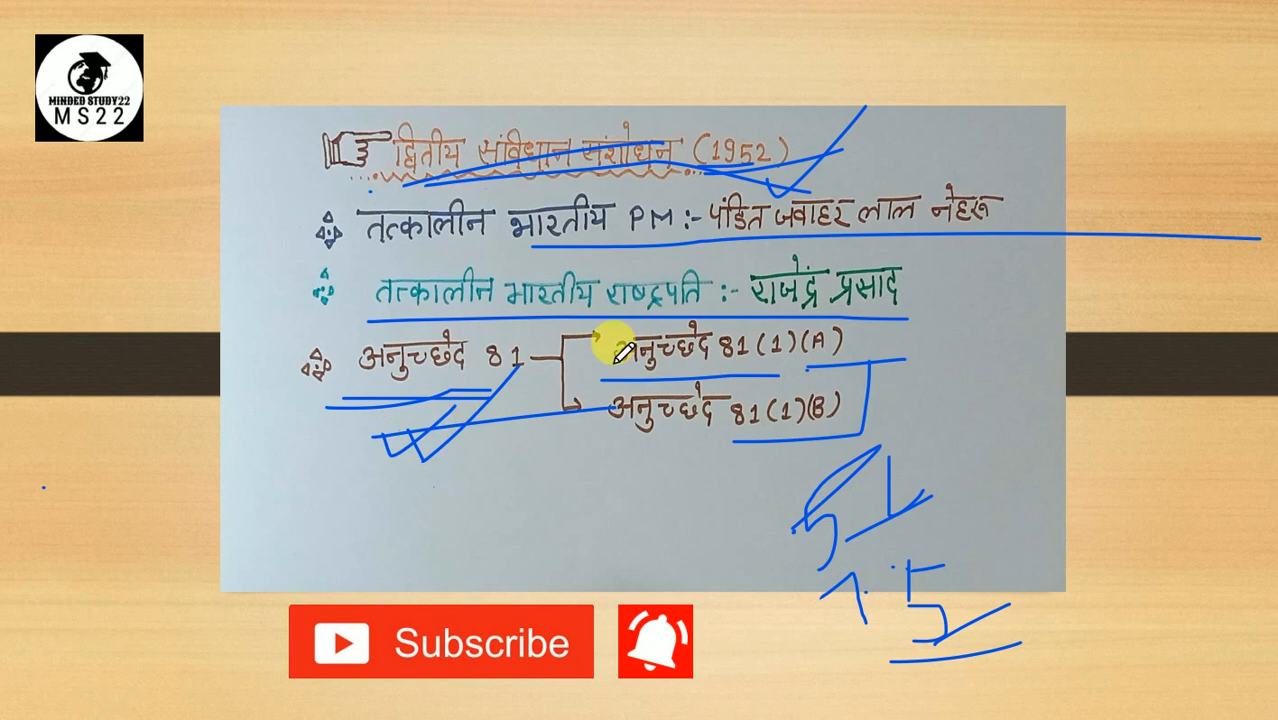 MINDED STUDY22
MS22
द्वितीय संविधान संशोधन (1952)
तत्कालीन भारतीय PM :- पंडित जवाहर लाल नेहरू
तत्कालीन भारतीय राष्ट्रपति :- राजेंद्र प्रसाद
अनुच्छेद 81
अनुच्छेद 81(1)(A)
अनुच्छेद 81(1)(B)
Subscribe